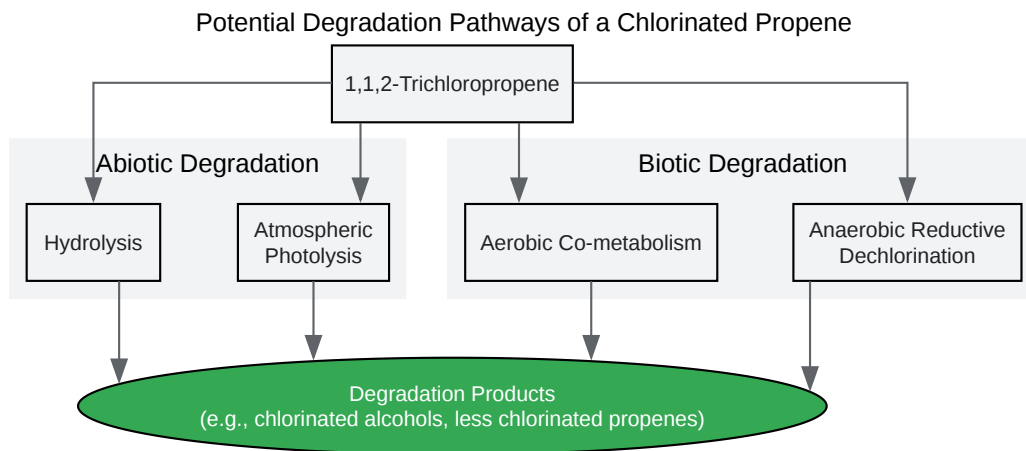 Potential Degradation Pathways of a Chlorinated Propene
1,1,2-Trichloropropene
Abiotic Degradation
Biotic Degradation
Hydrolysis
Atmospheric
Photolysis
Aerobic Co-metabolism
Anaerobic Reductive
Dechlorination
Degradation Products
(e.g., chlorinated alcohols, less chlorinated propenes)